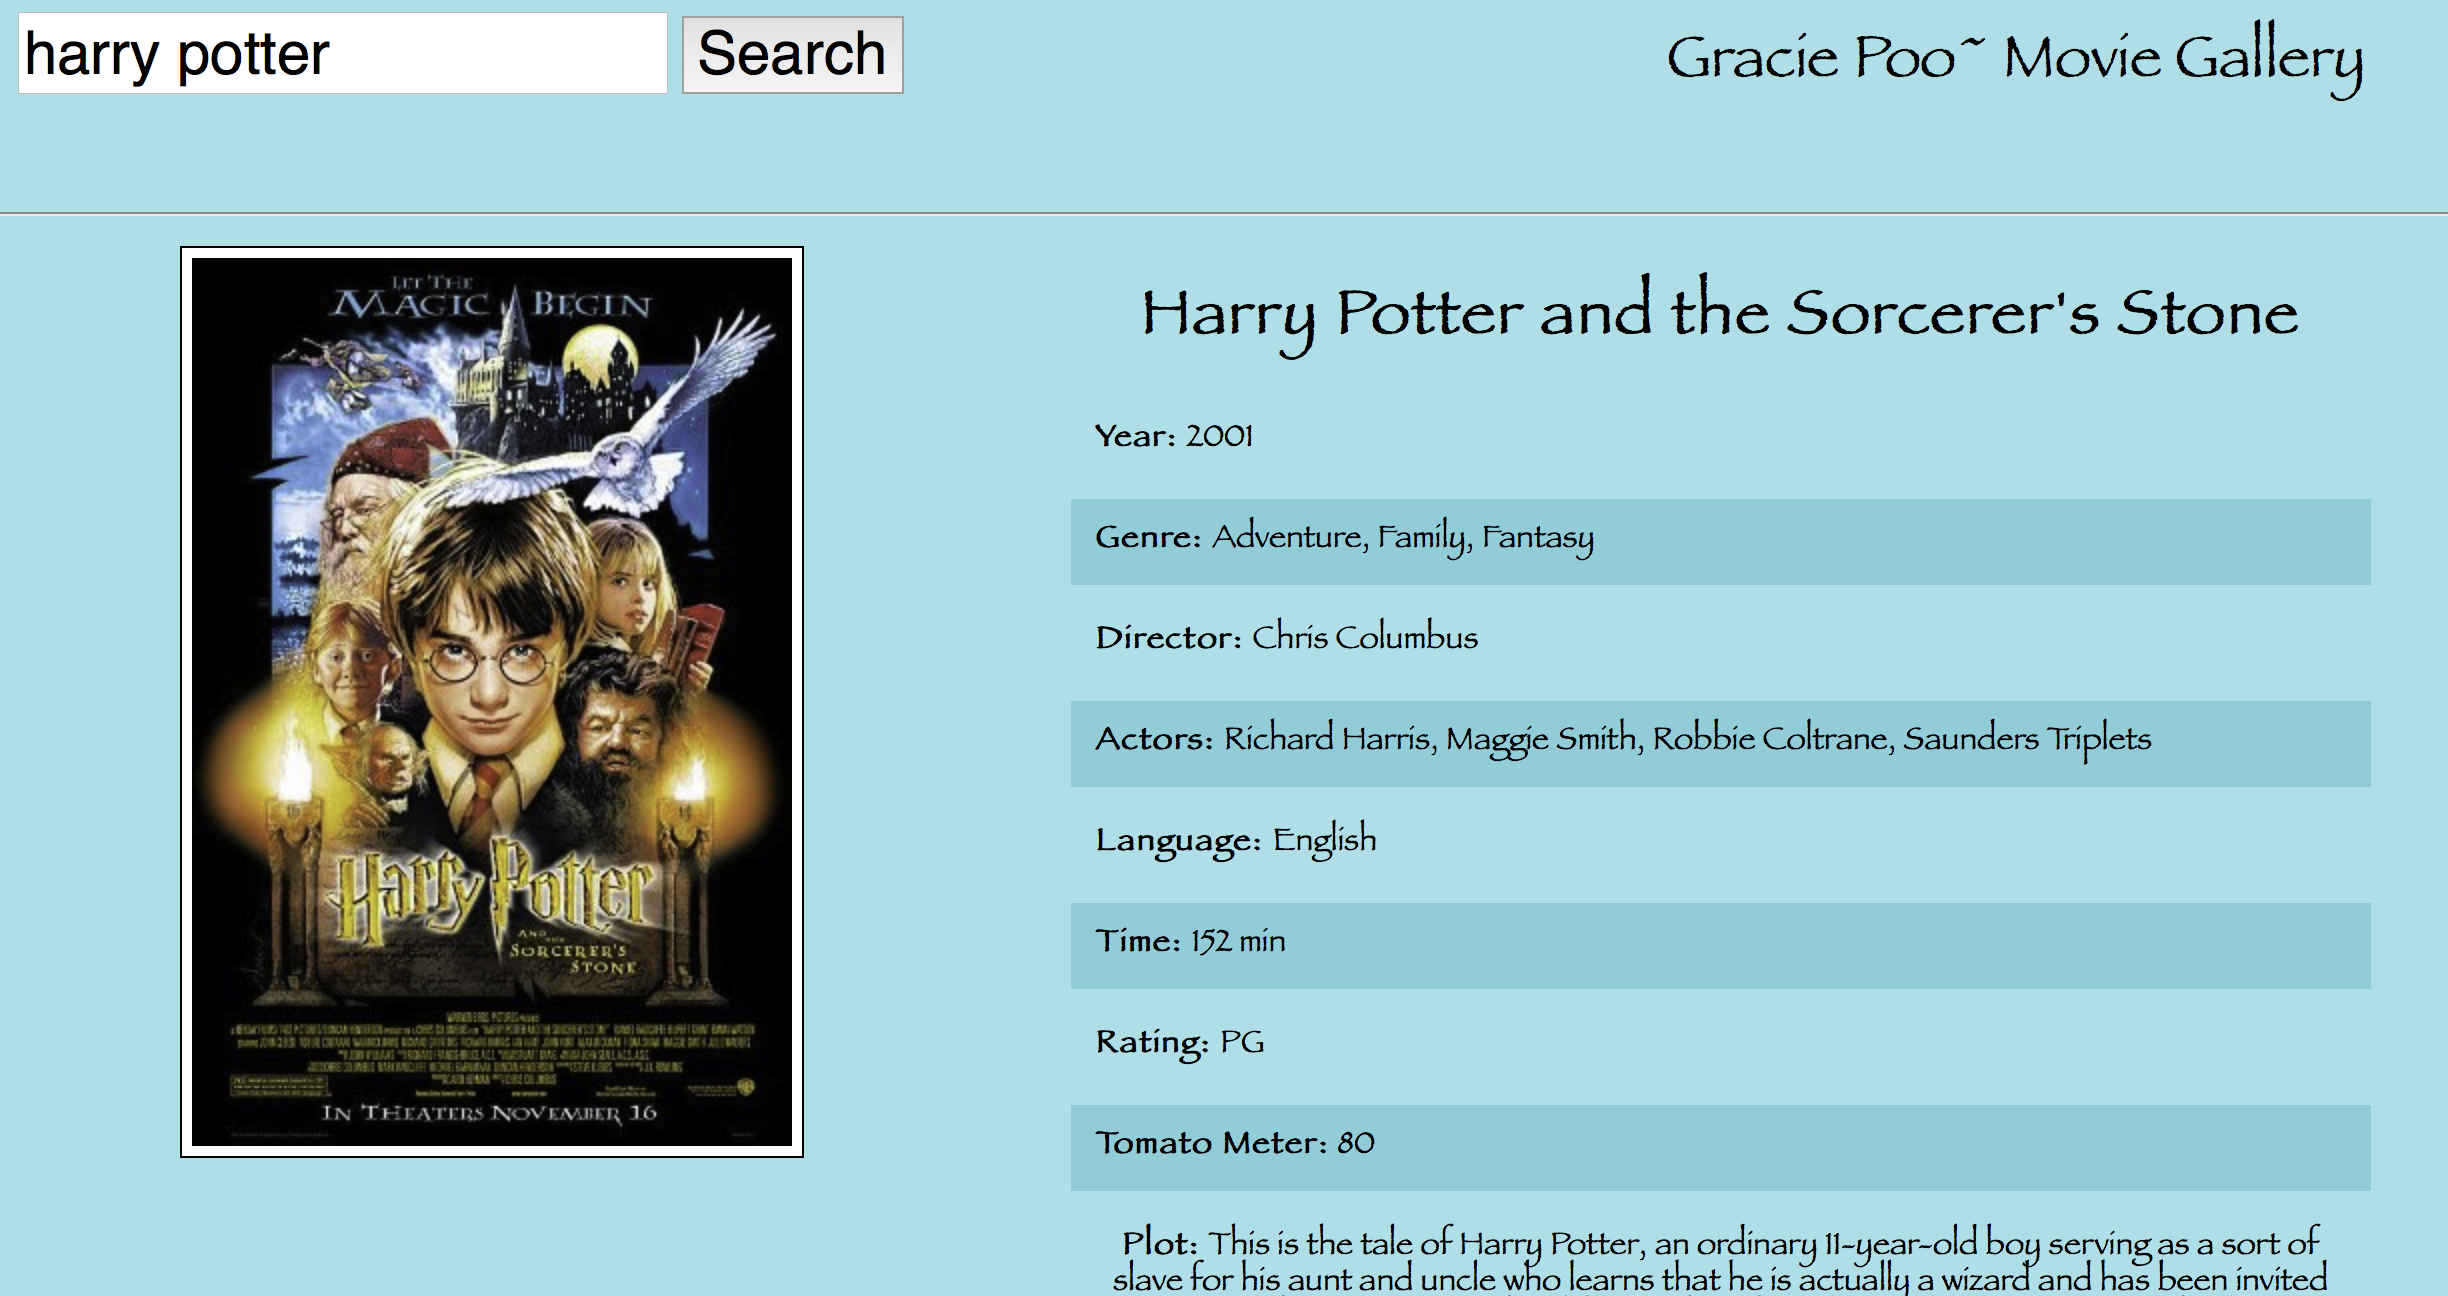 harry potter
Search
Gracie Poo~ Movie Gallery
LET THE
MAGIC BEGIN
Harry Potter
AND THE
SORCERER'S
STONE
IN THEATERS NOVEMBER 16
Harry Potter and the Sorcerer's Stone
Year: 2001
Genre: Adventure, Family, Fantasy
Director: Chris Columbus
Actors: Richard Harris, Maggie Smith, Robbie Coltrane, Saunders Triplets
Language: English
Time: 152 min
Rating: PG
Tomato Meter: 80
Plot: This is the tale of Harry Potter, an ordinary 11-year-old boy serving as a sort of
slave for his aunt and uncle who learns that he is actually a wizard and has been invited